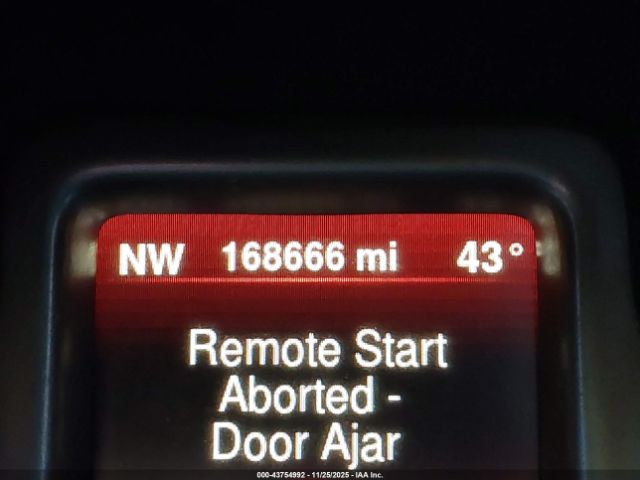 NW 168666 mi 43°
Remote Start
Aborted -
Door Ajar
000-43754992 - 11/25/2025 - IAA Inc.